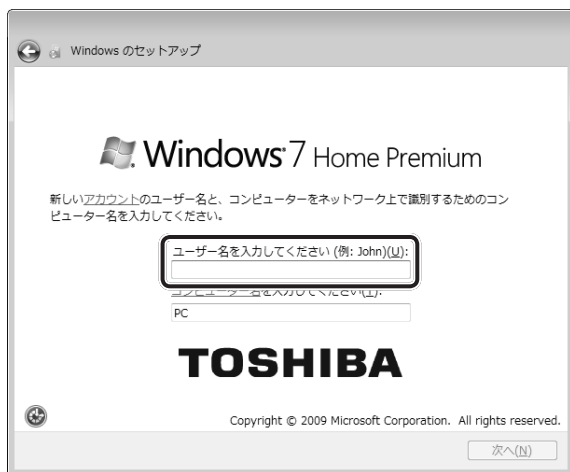 Windows のセットアップ
Windows 7 Home Premium
新しいアカウントのユーザー名と、コンピューターをネットワーク上で識別するためのコン
ピューター名を入力してください。
ユーザー名を入力してください (例: John)(U):
コンピューター名を入力してください(T):
PC
TOSHIBA
Copyright © 2009 Microsoft Corporation. All rights reserved.
次へ(N)